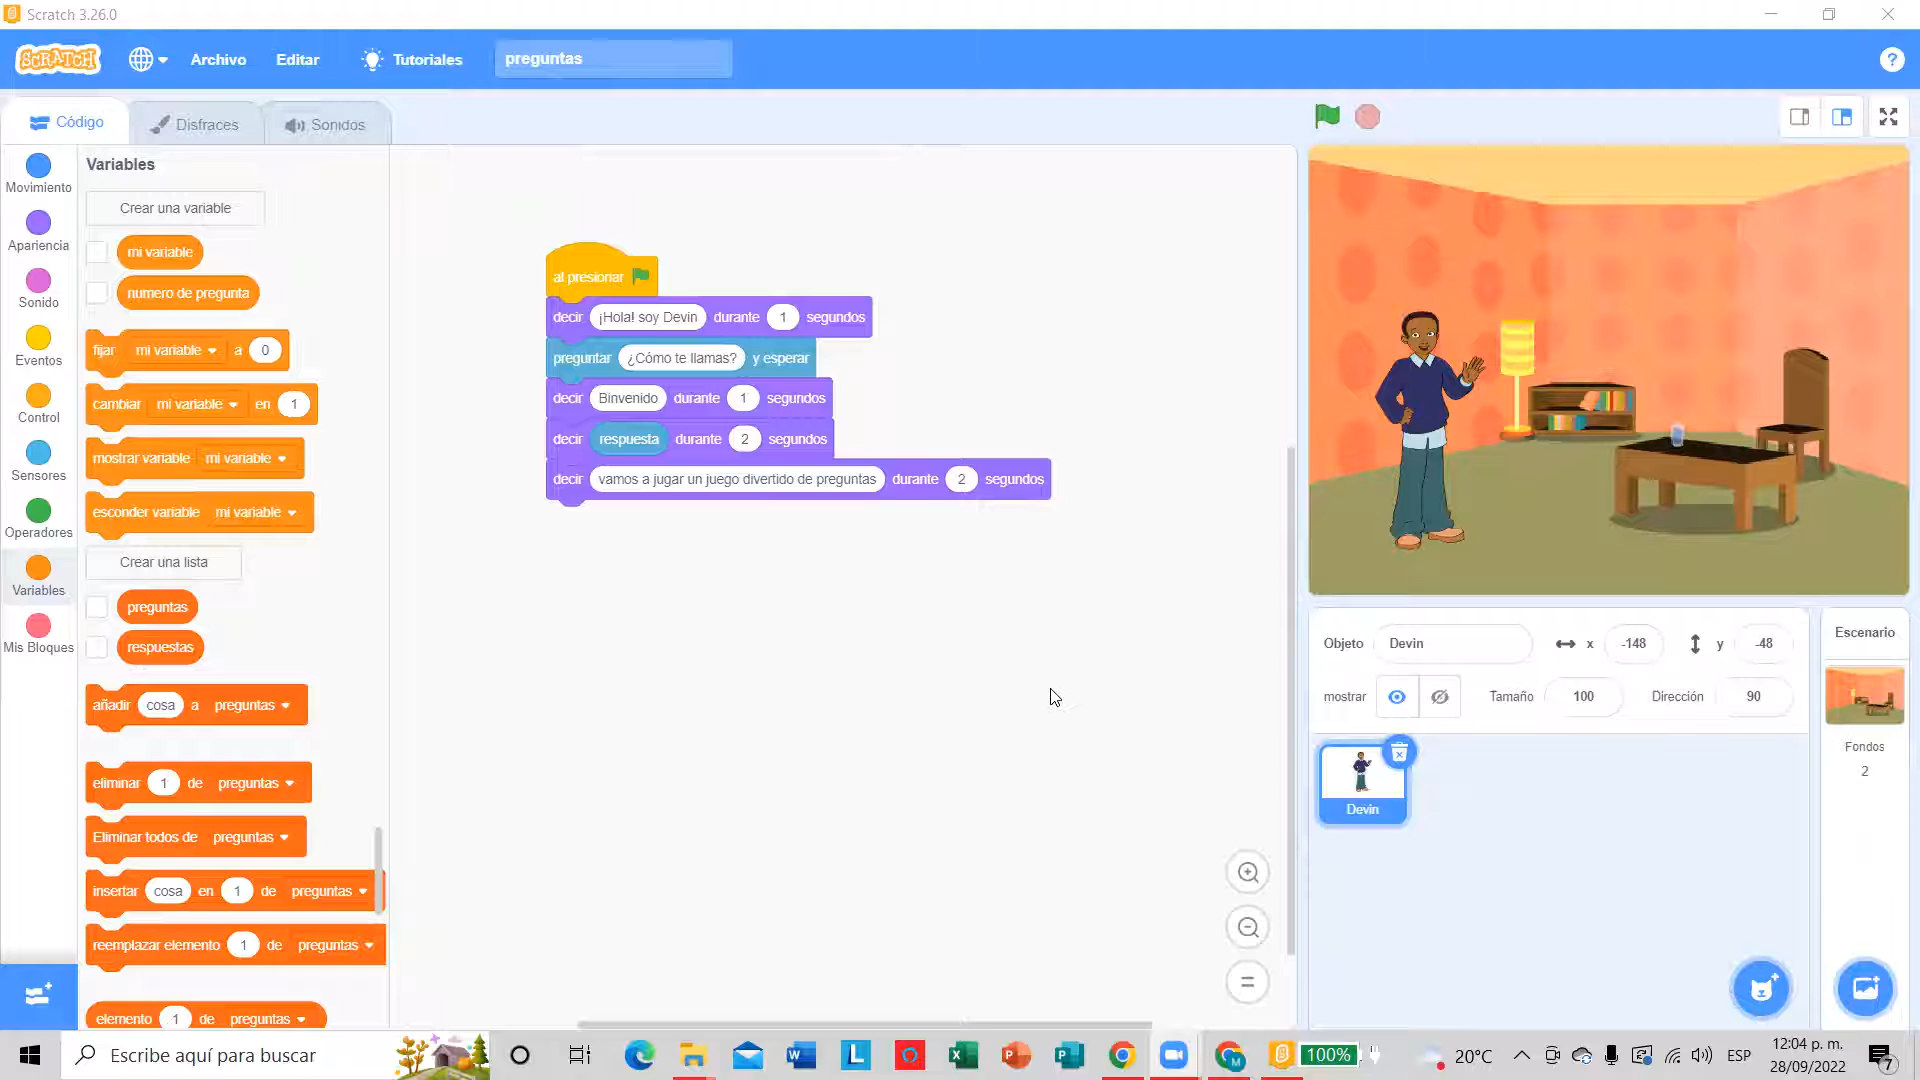 Scratch 3.26.0
SCRATCH
Archivo
Editar
Tutoriales
preguntas
?
Código
Disfraces
Sonidos
Movimiento
Apariencia
Sonido
Eventos
Control
Sensores
Operadores
Variables
Mis Bloques
Variables
Crear una variable
mi variable
numero de pregunta
fijar mi variable a 0
cambiar mi variable en 1
mostrar variable mi variable
esconder variable mi variable
Crear una lista
preguntas
respuestas
añadir cosa a preguntas
eliminar 1 de preguntas
Eliminar todos de preguntas
insertar cosa en 1 de preguntas
reemplazar elemento 1 de preguntas
elemento 1 de preguntas
al presionar
decir ¡Hola! soy Devin durante 1 segundos
preguntar ¿Cómo te llamas? y esperar
decir Binvenido durante 1 segundos
decir respuesta durante 2 segundos
decir vamos a jugar un juego divertido de preguntas durante 2 segundos
Objeto Devin x -148 y -48
mostrar Tamaño 100 Dirección 90
Devin
Escenario
Fondos
2
Escribe aquí para buscar
100%
20°C
ESP
12:04 p. m.
28/09/2022
7